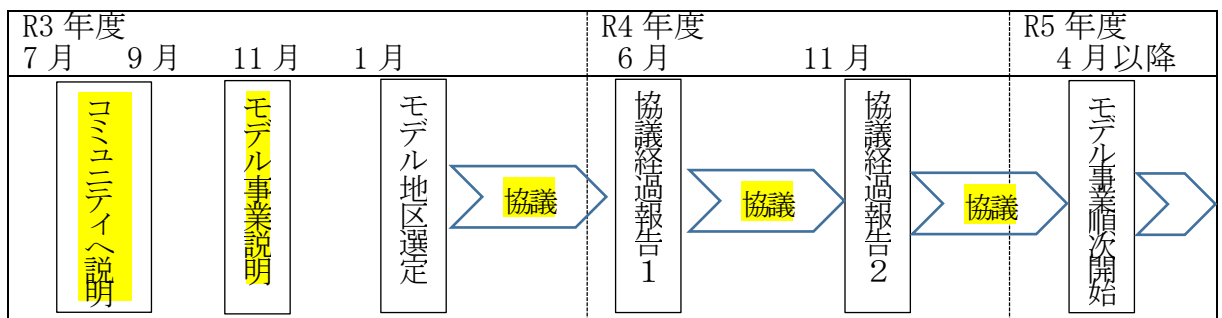 R3 年度 R4 年度 R5 年度
7 月 9 月 11 月 1 月 6 月 11 月 4 月以降
コミュニティへ説明
モデル事業説明
モデル地区選定
協議
協議経過報告1
協議
協議経過報告2
協議
モデル事業順次開始